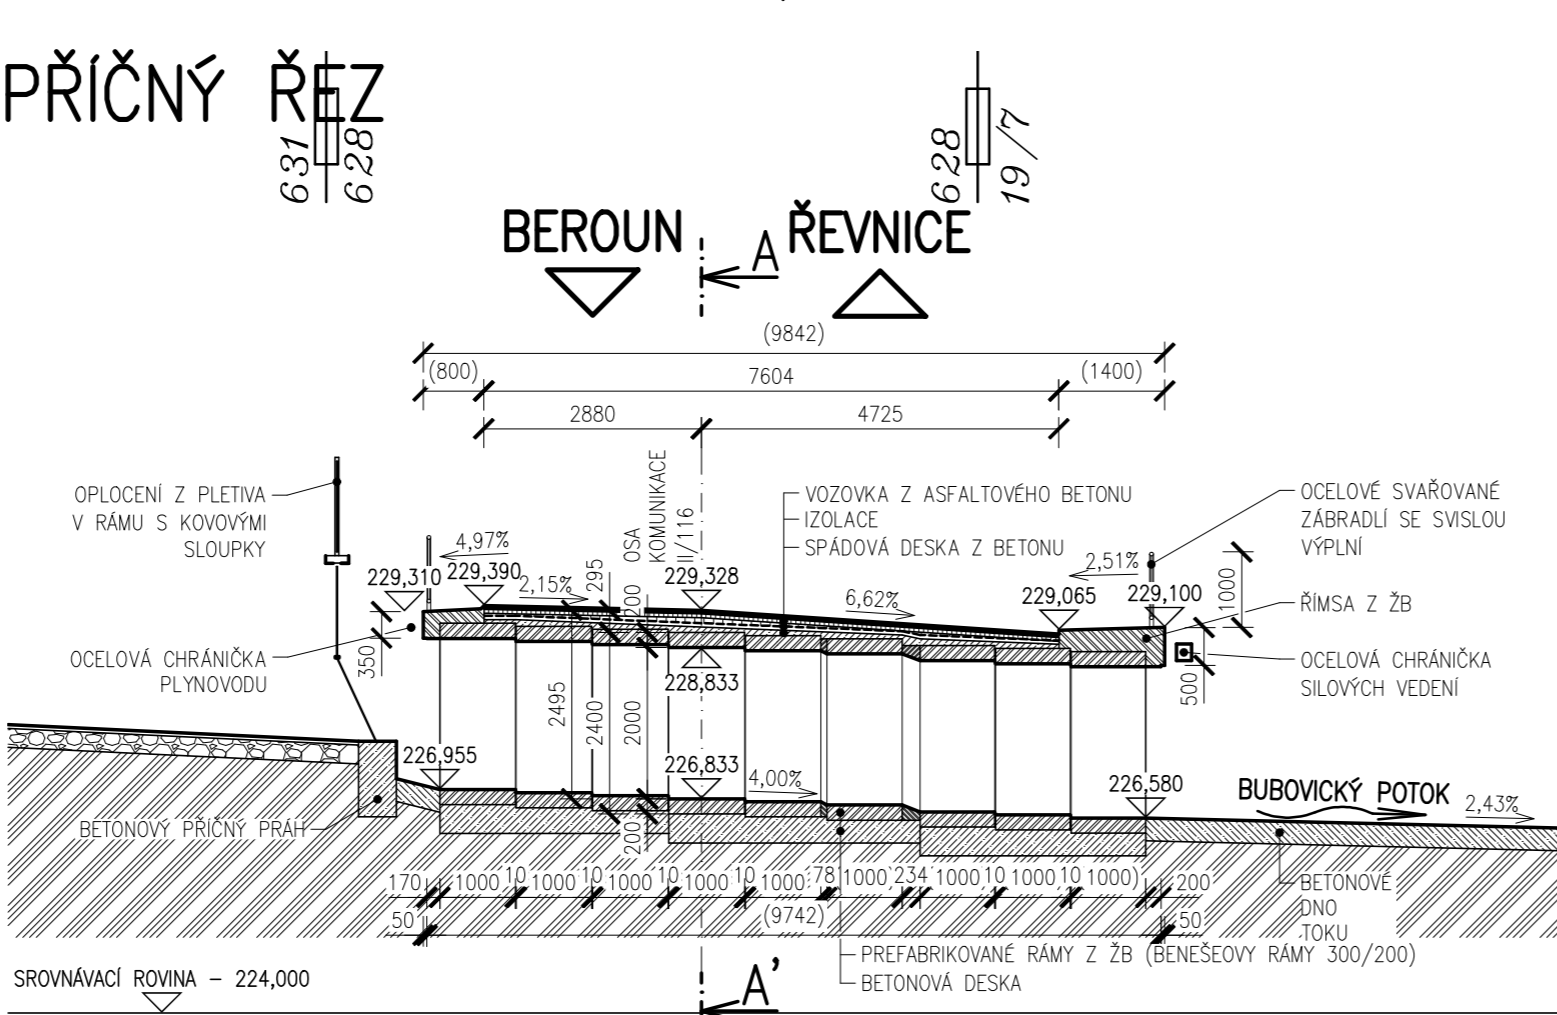 PŘÍČNÝ ŘEZ
631
628
628
19/7
BEROUN
A
ŘEVNICE
(9842)
(800)
7604
(1400)
2880
4725
OPLOCENÍ Z PLETIVA
V RÁMU S KOVOVÝMI
SLOUPKY
OSA
KOMUNIKACE
II/116
VOZOVKA Z ASFALTOVÉHO BETONU
IZOLACE
SPÁDOVÁ DESKA Z BETONU
OCELOVÉ SVAŘOVANÉ
ZÁBRADLÍ SE SVISLOU
VÝPLNÍ
4,97%
229,310
229,390
2,15%
295
200
229,328
6,62%
2,51%
229,065
229,100
1000
ŘÍMSA Z ŽB
350
OCELOVÁ CHRÁNIČKA
PLYNOVODU
OCELOVÁ CHRÁNIČKA
SILOVÝCH VEDENÍ
500
228,833
2495
2400
2000
226,955
226,833
4,00%
226,580
BUBOVICKÝ POTOK
2,43%
BETONOVÝ PŘÍČNÝ PRÁH
200
170
1000
10
1000
10
1000
10
1000
10
1000
78
1000
234
1000
10
1000
10
1000)
200
50
(9742)
50
BETONOVÉ
DNO
TOKU
PREFABRIKOVANÉ RÁMY Z ŽB (BENEŠEOVY RÁMY 300/200)
BETONOVÁ DESKA
SROVNÁVACÍ ROVINA – 224,000
A'